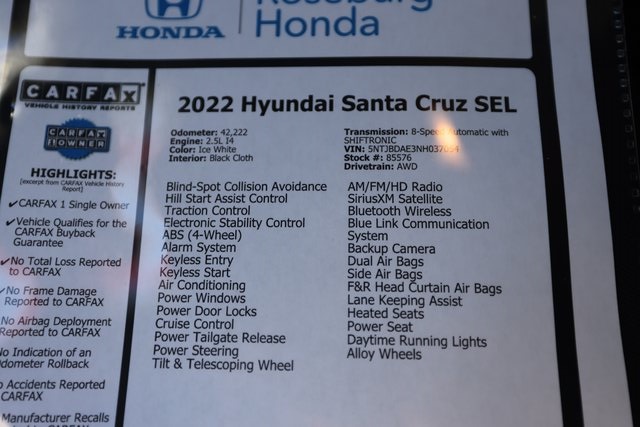 Roseburg
HONDA
Honda
CARFAX
VEHICLE HISTORY REPORTS
CARFAX
1 OWNER
HIGHLIGHTS:
[excerpt from CARFAX Vehicle History
Report]
✓CARFAX 1 Single Owner
✓Vehicle Qualifies for the
CARFAX Buyback
Guarantee
✓No Total Loss Reported
to CARFAX
✓No Frame Damage
Reported to CARFAX
No Airbag Deployment
Reported to CARFAX
No Indication of an
Odometer Rollback
Accidents Reported
CARFAX
Manufacturer Recalls
2022 Hyundai Santa Cruz SEL
Odometer: 42,222
Engine: 2.5L I4
Color: Ice White
Interior: Black Cloth
Transmission: 8-Speed Automatic with
SHIFTRONIC
VIN:
Stock #: 85576
Drivetrain: AWD
Blind-Spot Collision Avoidance
Hill Start Assist Control
Traction Control
Electronic Stability Control
ABS (4-Wheel)
Alarm System
Keyless Entry
Keyless Start
Air Conditioning
Power Windows
Power Door Locks
Cruise Control
Power Tailgate Release
Power Steering
Tilt & Telescoping Wheel
AM/FM/HD Radio
SiriusXM Satellite
Bluetooth Wireless
Blue Link Communication
System
Backup Camera
Dual Air Bags
Side Air Bags
F&R Head Curtain Air Bags
Lane Keeping Assist
Heated Seats
Power Seat
Daytime Running Lights
Alloy Wheels